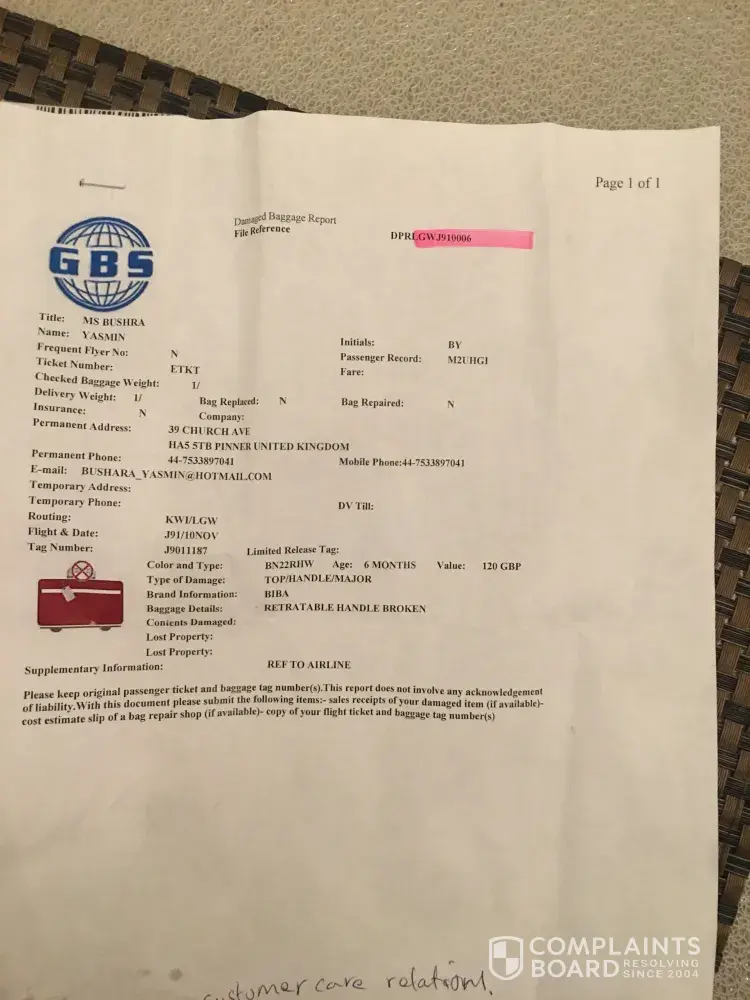 Page 1 of 1
Damaged Baggage Report
File Reference DPRLGWJ910006
GBS
Title: MS BUSHRA
Name: YASMIN Initials: BY
Frequent Flyer No: N Passenger Record: M2UHGI
Ticket Number: ETKT Fare:
Checked Baggage Weight: 1/
Delivery Weight: 1/ Bag Replaced: N Bag Repaired: N
Insurance: N Company:
Permanent Address: 39 CHURCH AVE
HA5 5TB PINNER UNITED KINGDOM
Permanent Phone: 44-7533897041 Mobile Phone:44-7533897041
E-mail: BUSHARA_YASMIN@HOTMAIL.COM
Temporary Address:
Temporary Phone: DV Till:
Routing: KWI/LGW
Flight & Date: J91/10NOV
Tag Number: J9011187 Limited Release Tag:
Color and Type: BN22RHW Age: 6 MONTHS Value: 120 GBP
Type of Damage: TOP/HANDLE/MAJOR
Brand Information: BIBA
Baggage Details: RETRATABLE HANDLE BROKEN
Contents Damaged:
Lost Property:
Lost Property:
Supplementary Information: REF TO AIRLINE
Please keep original passenger ticket and baggage tag number(s).This report does not involve any acknowledgement
of liability.With this document please submit the following items:- sales receipts of your damaged item (if available)-
cost estimate slip of a bag repair shop (if available)- copy of your flight ticket and baggage tag number(s)
customer care relations.
COMPLAINTS
BOARD RESOLVING SINCE 2004